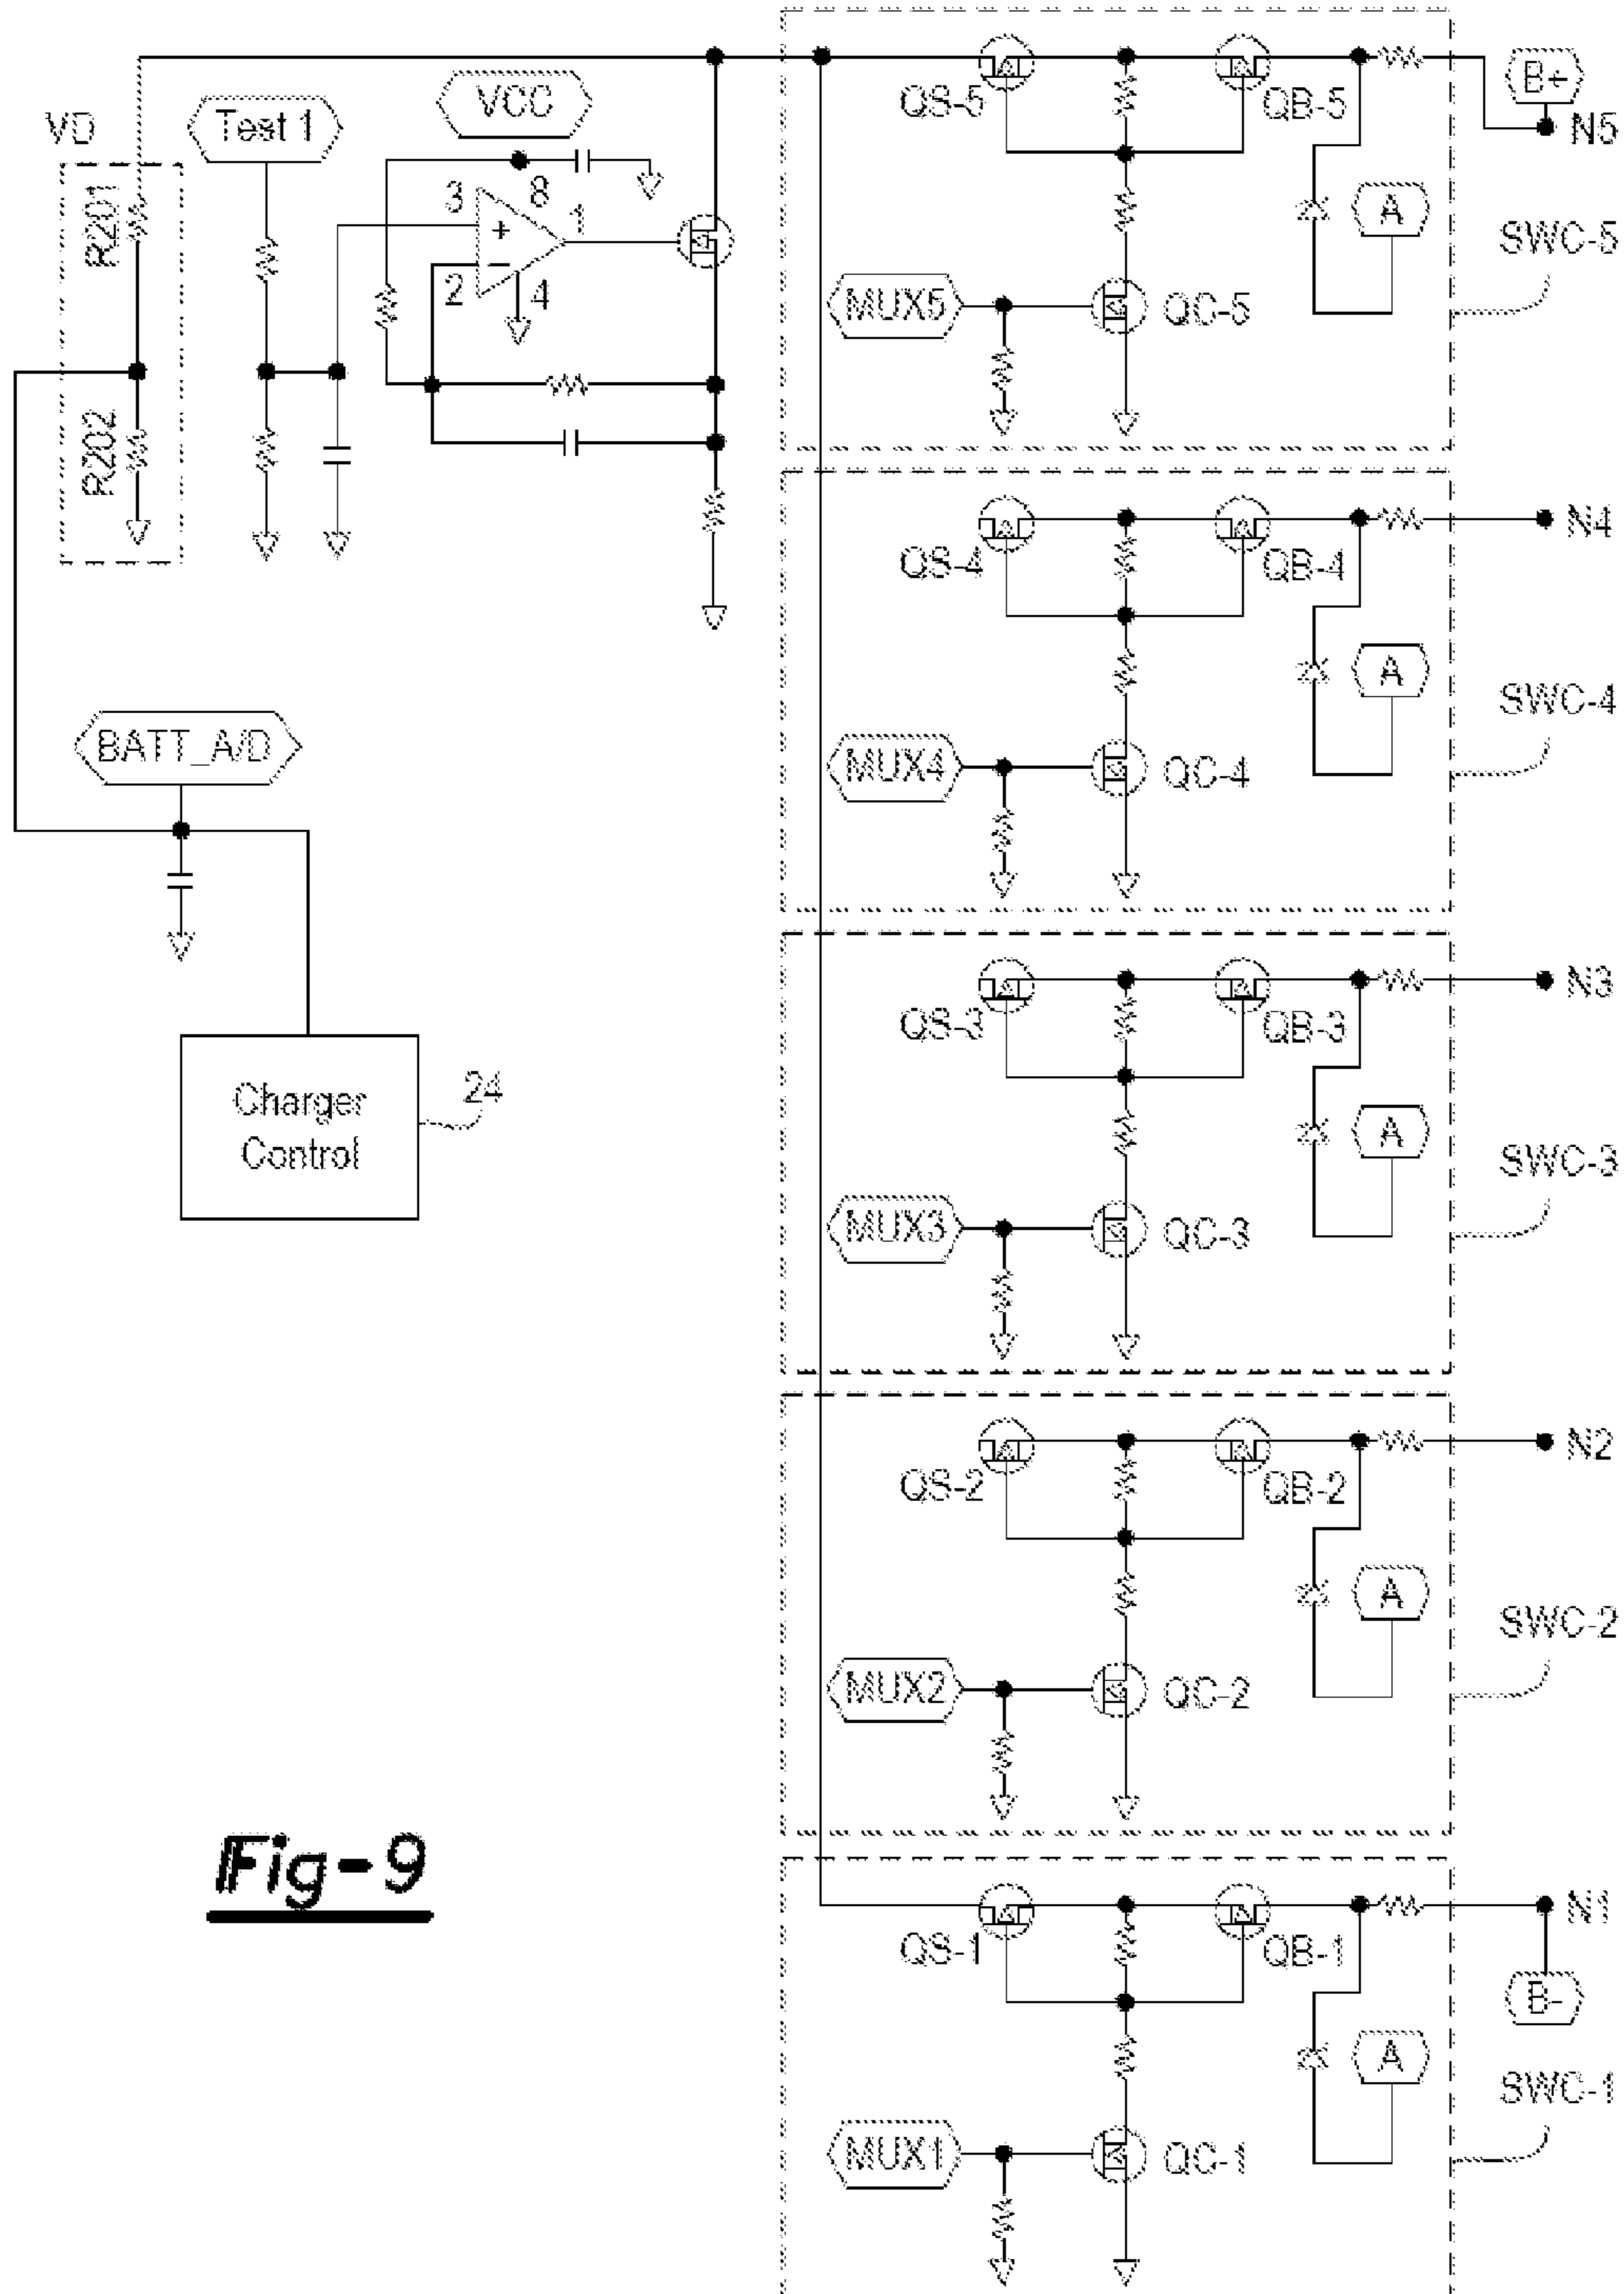 VD
R201
R202
Test 1
VCC
3
8
1
2
4
QS-5
QB-5
B+
N5
A
SWC-5
MUX5
QC-5
QS-4
QB-4
N4
A
SWC-4
MUX4
QC-4
BATT_A/D
QS-3
QB-3
N3
A
SWC-3
MUX3
QC-3
Charger
Control
24
QS-2
QB-2
N2
A
SWC-2
MUX2
QC-2
QS-1
QB-1
N1
B-
A
SWC-1
MUX1
QC-1
Fig-9